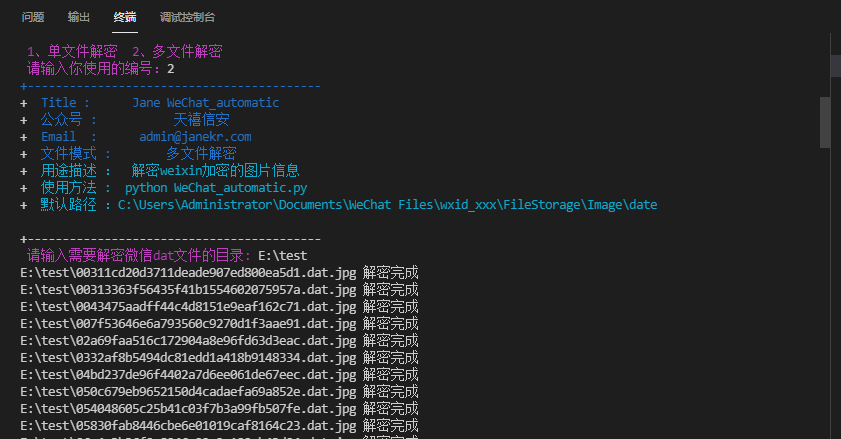 问题 输出 终端 调试控制台
1、单文件解密 2、多文件解密
请输入你使用的编号: 2
+------------------------------------------
+ Title : Jane WeChat_automatic
+ 公众号 : 天禧信安
+ Email : admin@janekr.com
+ 文件模式 : 多文件解密
+ 用途描述 : 解密weixin加密的图片信息
+ 使用方法 : python WeChat_automatic.py
+ 默认路径 : C:\Users\Administrator\Documents\WeChat Files\wxid_xxx\FileStorage\Image\date
+------------------------------------------
请输入需要解密微信dat文件的目录: E:\test
E:\test\00311cd20d3711deade907ed800ea5d1.dat.jpg 解密完成
E:\test\00313363f56435f41b1554602075957a.dat.jpg 解密完成
E:\test\0043475aadff44c4d8151e9eaf162c71.dat.jpg 解密完成
E:\test\007f53646e6a793560c9270d1f3aae91.dat.jpg 解密完成
E:\test\02a69faa516c172904a8e96fd63d3eac.dat.jpg 解密完成
E:\test\0332af8b5494dc81edd1a418b9148334.dat.jpg 解密完成
E:\test\04bd237de96f4402a7d6ee061de67eec.dat.jpg 解密完成
E:\test\050c679eb9652150d4cadaefa69a852e.dat.jpg 解密完成
E:\test\054048605c25b41c03f7b3a99fb507fe.dat.jpg 解密完成
E:\test\05830fab8446cbe6e01019caf8164c23.dat.jpg 解密完成